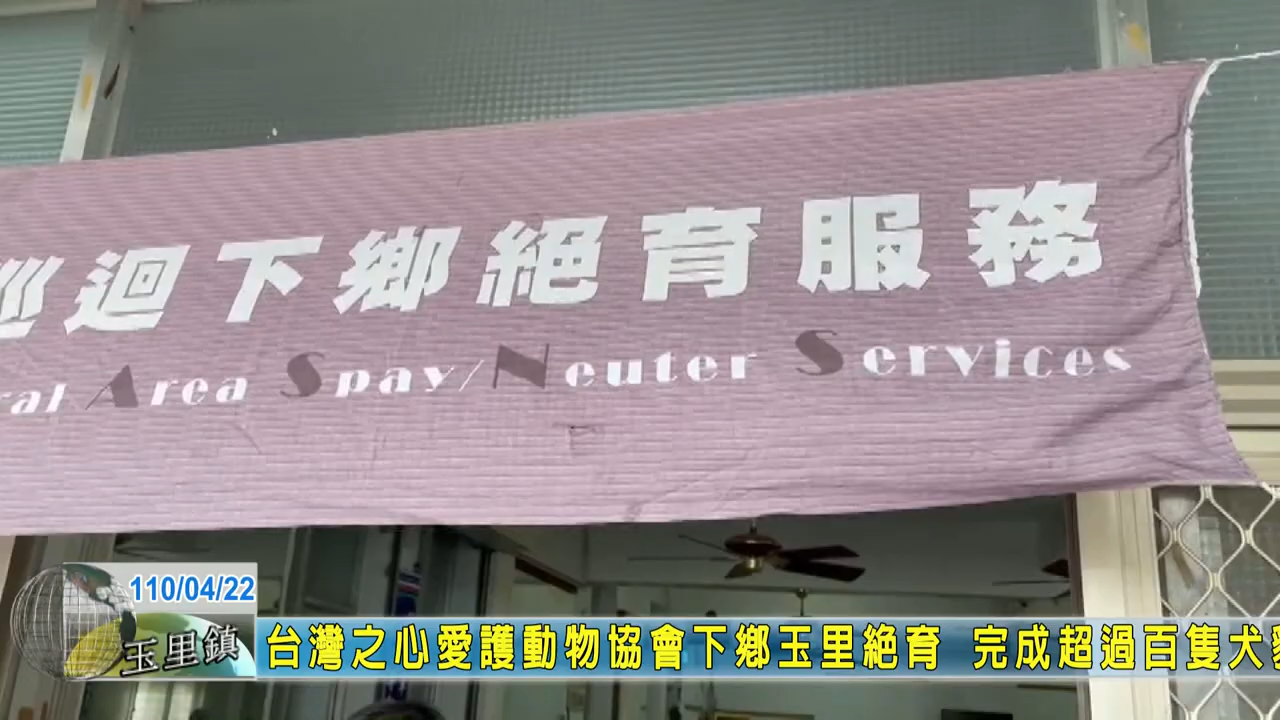 巡迴下鄉絕育服務
ral Area Spay/Neuter Services
110/04/22
玉里鎮
台灣之心愛護動物協會下鄉玉里絕育 完成超過百隻犬